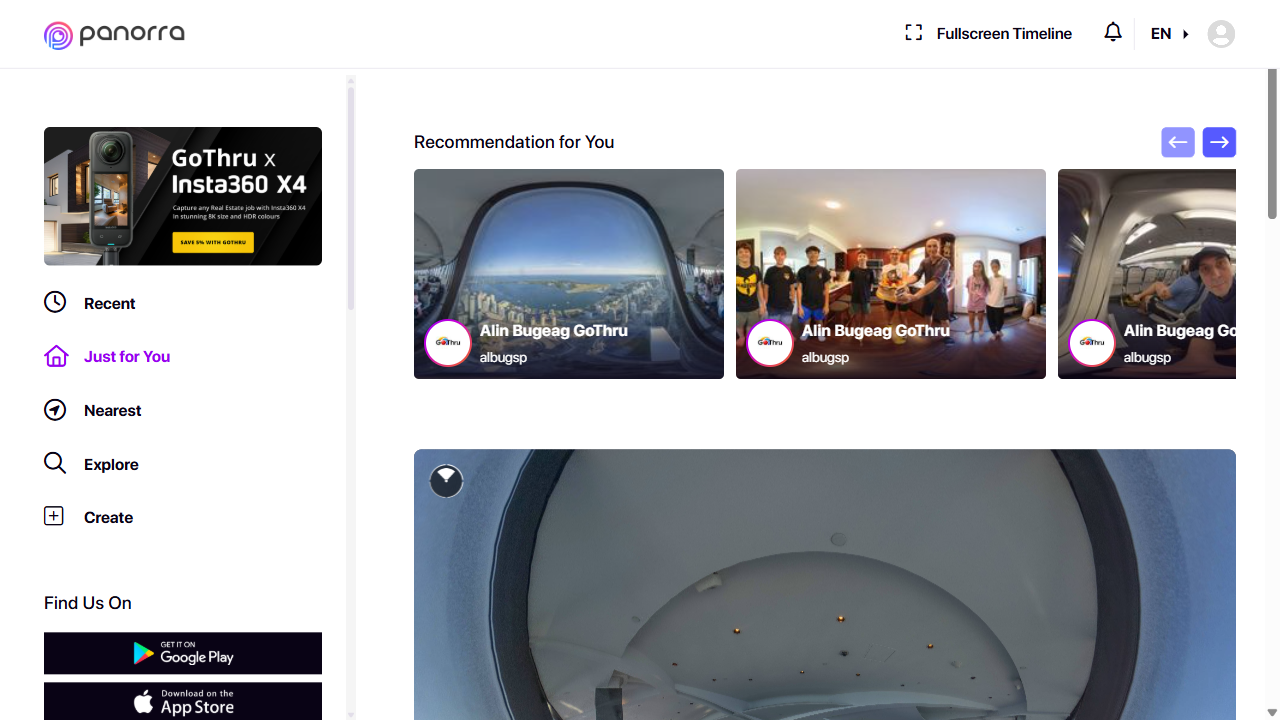 panorra
Fullscreen Timeline
EN
GoThru x
Insta360 X4
Capture any Real Estate job with Insta360 X4
in stunning 8K size and HDR colours
SAVE 5% WITH GOTHRU
Recent
Just for You
Nearest
Explore
Create
Find Us On
GET IT ON
Google Play
Download on the
App Store
Recommendation for You
GoThru
Alin Bugeag GoThru
albugsp
GoThru
Alin Bugeag GoThru
albugsp
GoThru
Alin Bugeag Go
albugsp